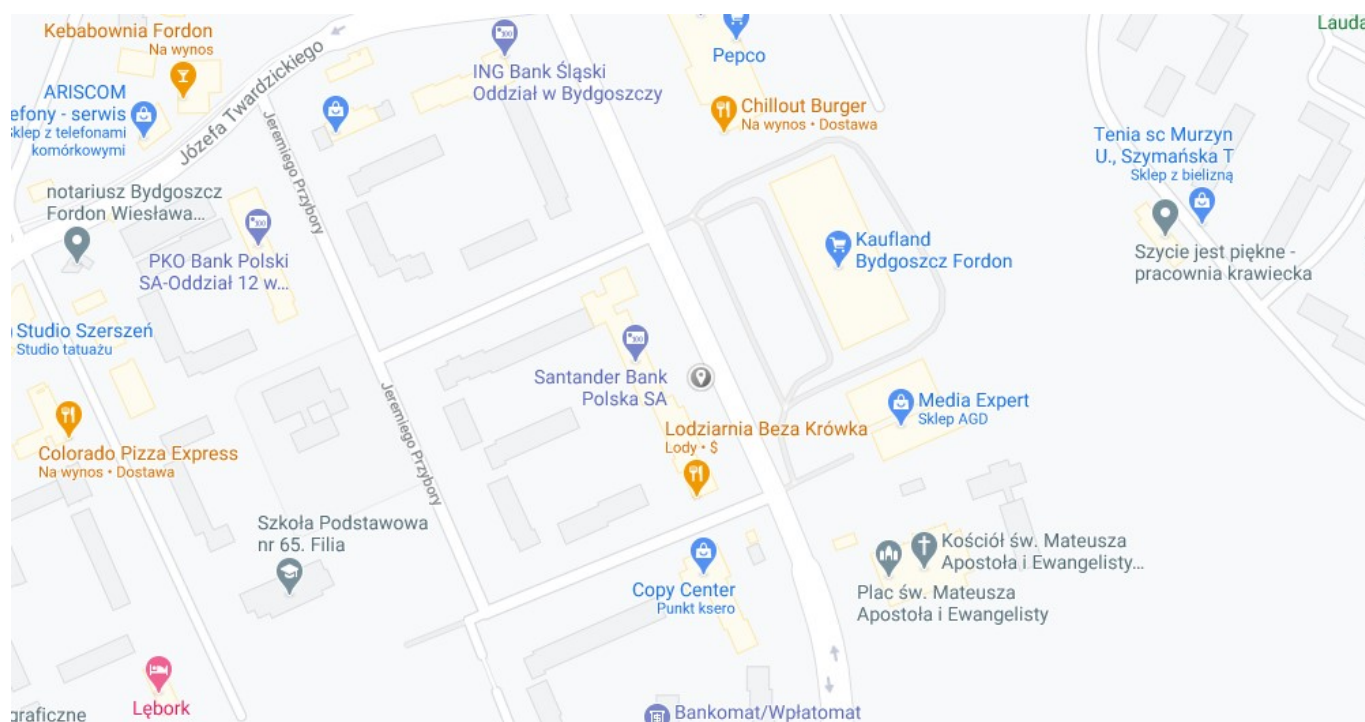 Kebabownia Fordon
Na wynos
ARISCOM
efony - serwis
Sklep z telefonami
komórkowymi
Józefa Twardzickiego
ING Bank Śląski
Oddział w Bydgoszczy
Pepco
Chillout Burger
Na wynos • Dostawa
Lauda
Tenia sc Murzyn
U., Szymańska T
Sklep z bielizną
Szycie jest piękne -
pracownia krawiecka
Jeremiego Przybory
notariusz Bydgoszcz
Fordon Wiesława...
PKO Bank Polski
SA-Oddział 12 w...
Kaufland
Bydgoszcz Fordon
Studio Szerszeń
Studio tatuażu
Santander Bank
Polska SA
Jeremiego Przybory
Media Expert
Sklep AGD
Lodziarnia Beza Krówka
Lody • $
Colorado Pizza Express
Na wynos • Dostawa
Szkoła Podstawowa
nr 65. Filia
Kościół św. Mateusza
Apostoła i Ewangelisty...
Plac św. Mateusza
Apostoła i Ewangelisty
Copy Center
Punkt ksero
Lębork
graficzne
Bankomat/Wpłatomat